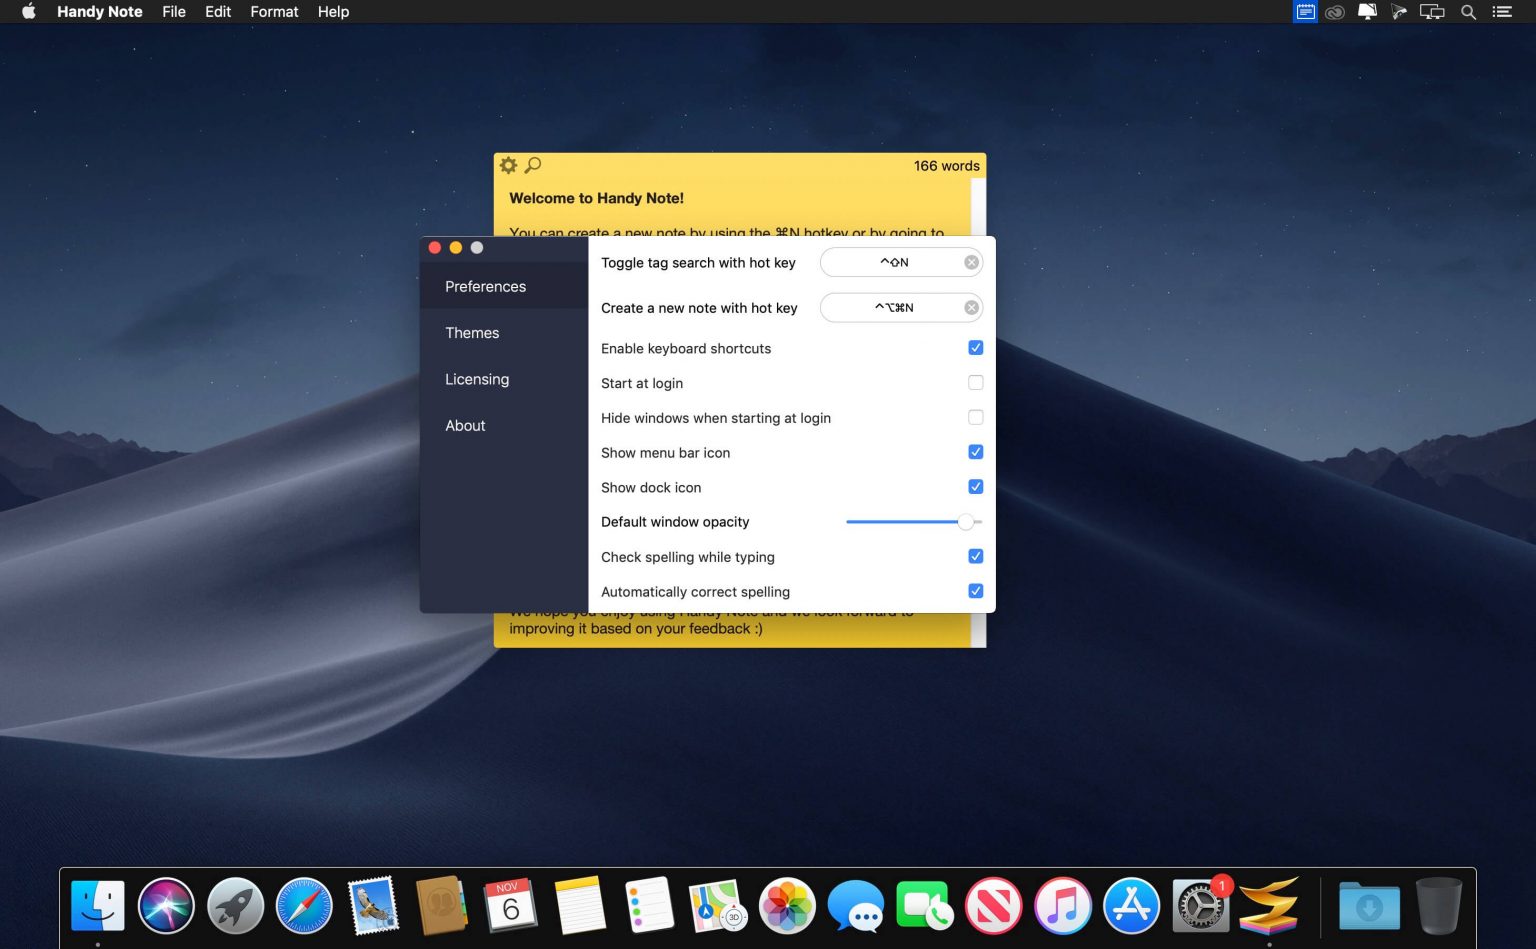 Handy Note File Edit Format Help
166 words
Welcome to Handy Note!
You can create a new note by using the ⌘N hotkey or by going to
Toggle tag search with hot key ^⇧N
Preferences
Create a new note with hot key ^⌥⌘N
Themes
Enable keyboard shortcuts
Licensing
Start at login
Hide windows when starting at login
About
Show menu bar icon
Show dock icon
Default window opacity
Check spelling while typing
Automatically correct spelling
We hope you enjoy using Handy Note and we look forward to
improving it based on your feedback :)
NOV
6
3D
1